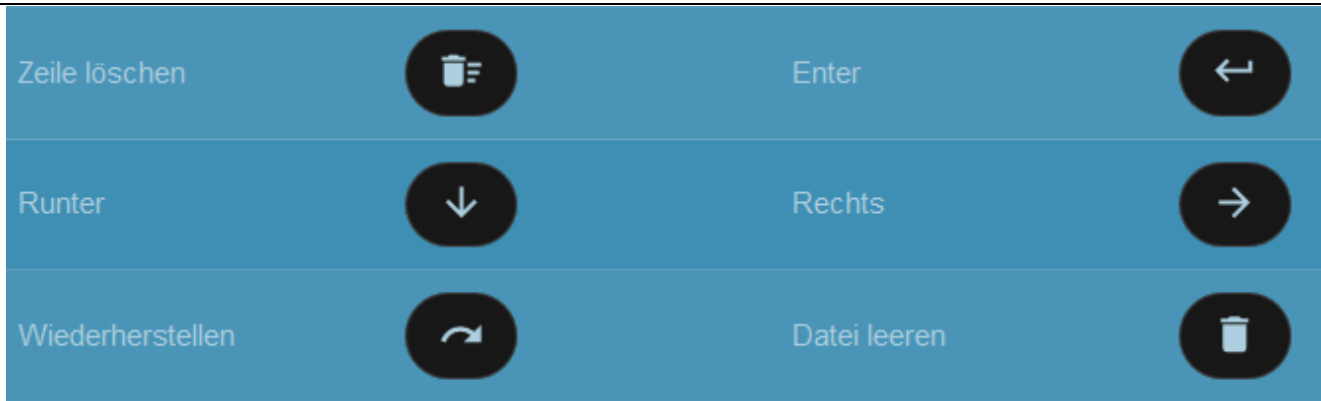 Zeile löschen
Enter
Runter
Rechts
Wiederherstellen
Datei leeren